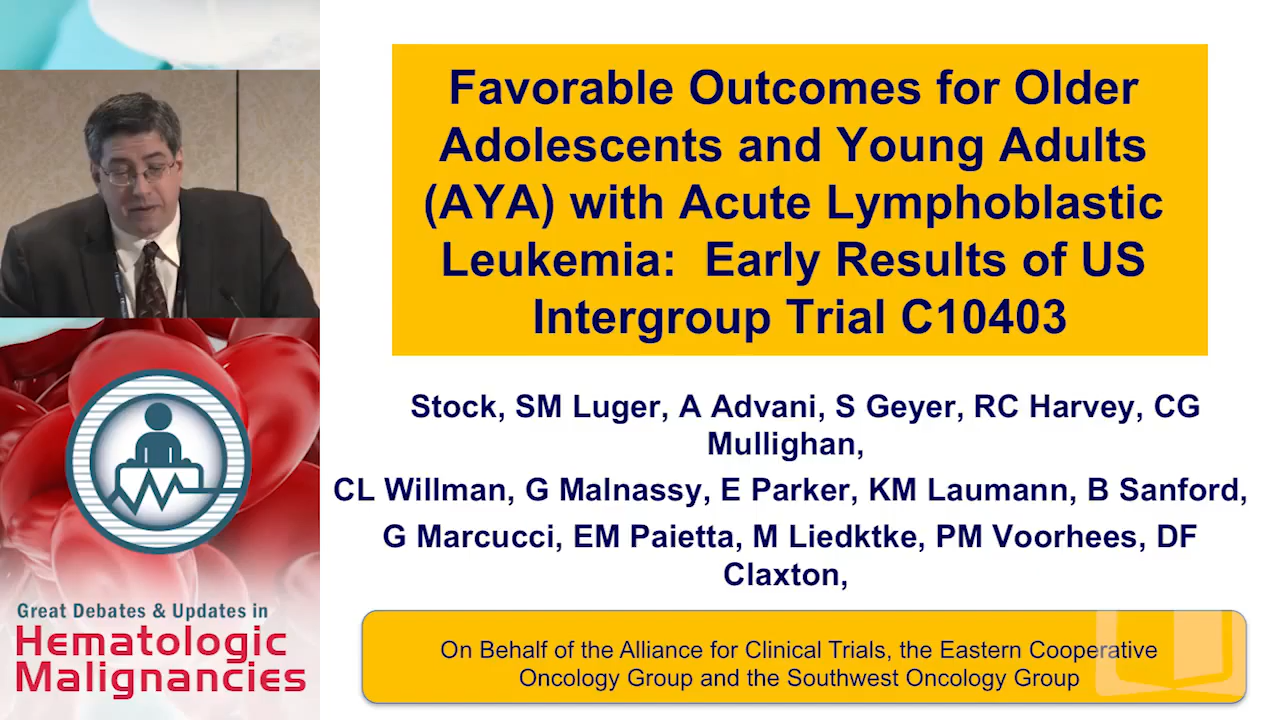 Favorable Outcomes for Older
Adolescents and Young Adults
(AYA) with Acute Lymphoblastic
Leukemia:  Early Results of US
Intergroup Trial C10403
Stock, SM Luger, A Advani, S Geyer, RC Harvey, CG
Mullighan,
CL Willman, G Malnassy, E Parker, KM Laumann, B Sanford,
G Marcucci, EM Paietta, M Liedktke, PM Voorhees, DF
Claxton,
On Behalf of the Alliance for Clinical Trials, the Eastern Cooperative
Oncology Group and the Southwest Oncology Group
Great Debates & Updates in
Hematologic
Malignancies